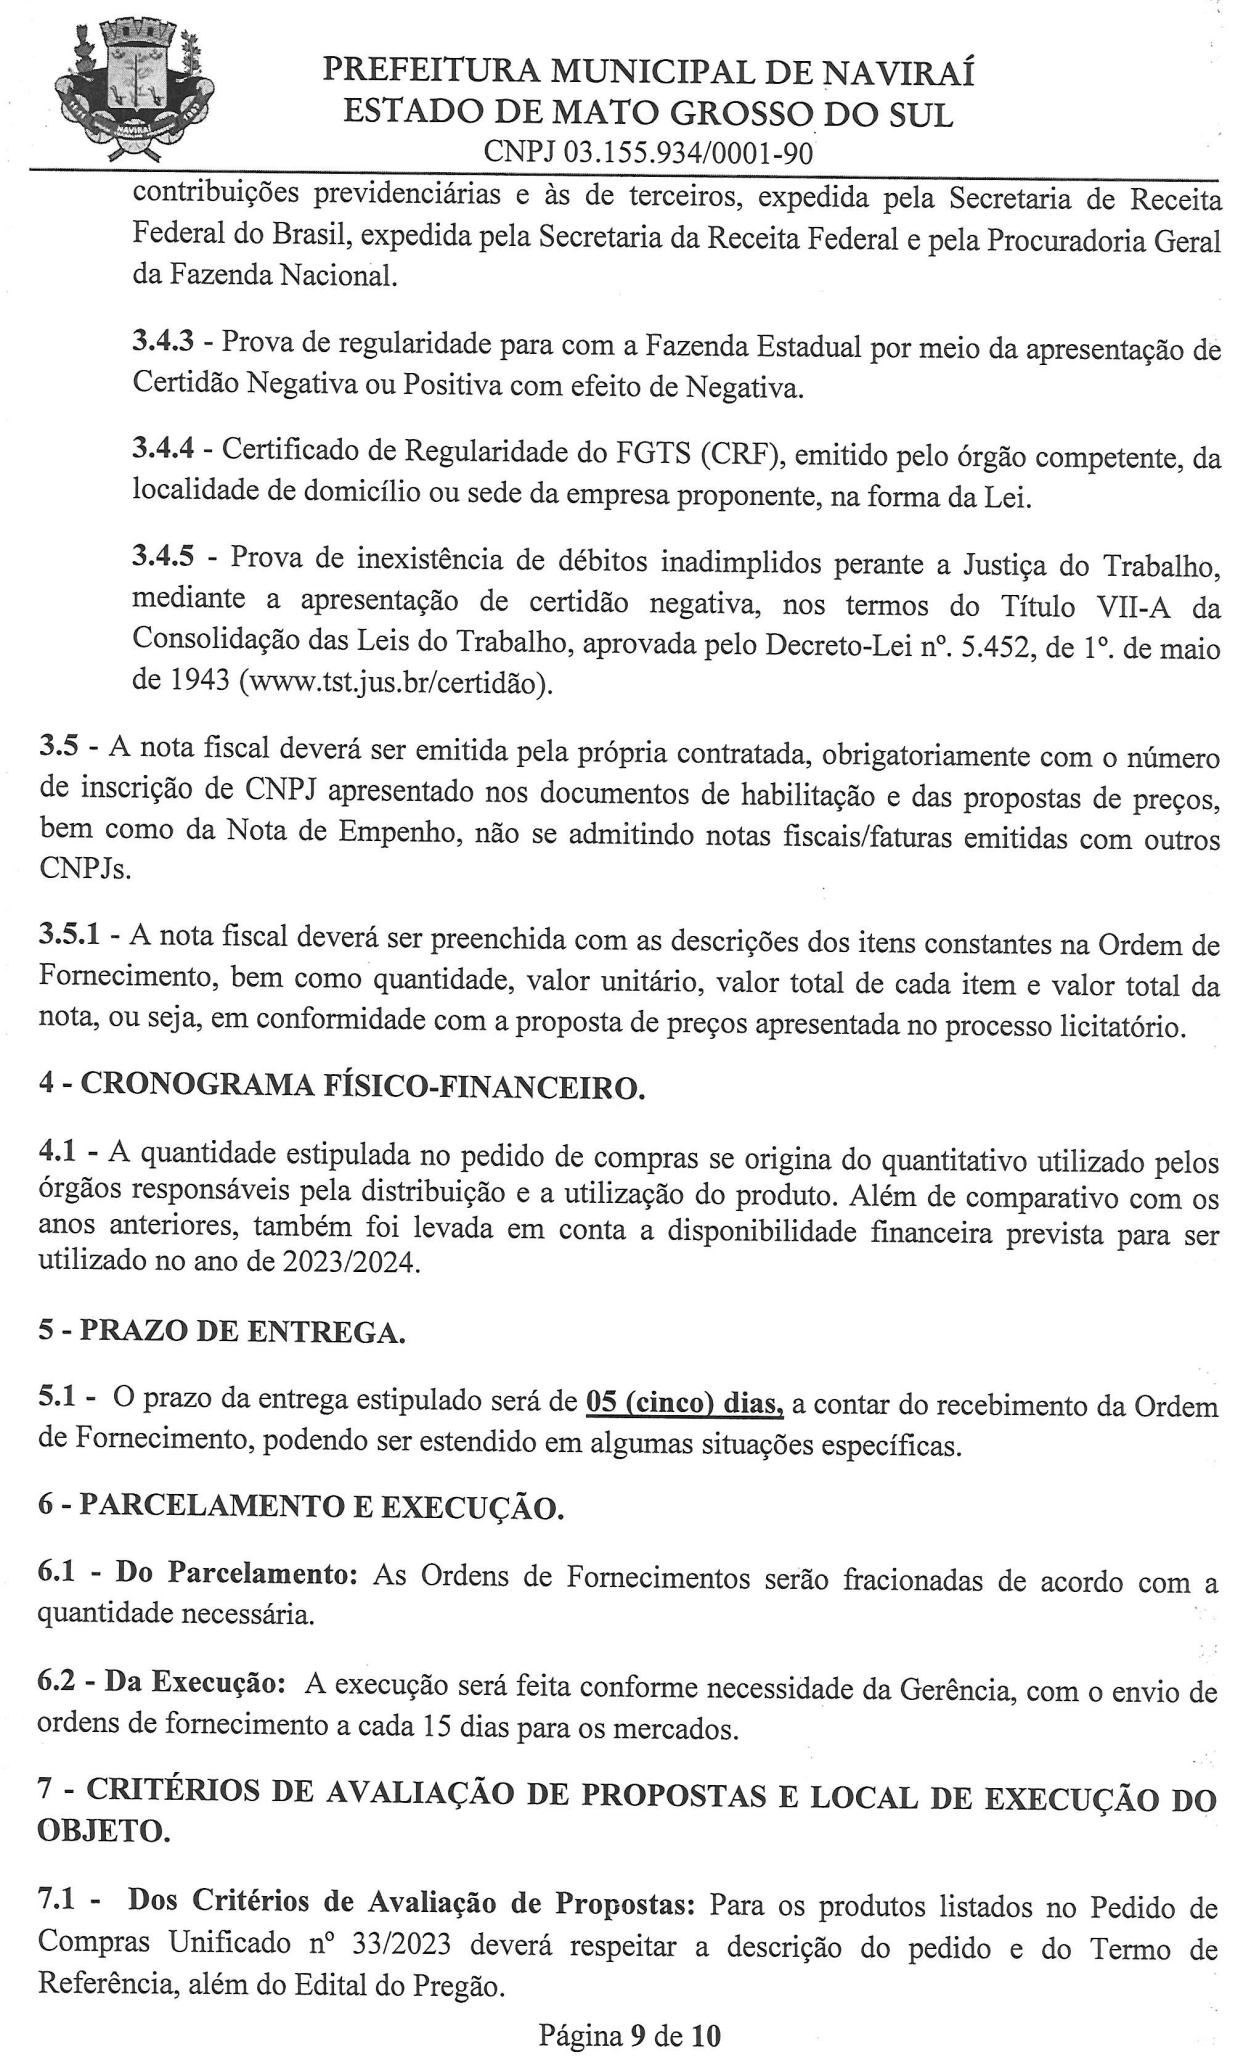 PREFEITURA MUNICIPAL DE NAVIRAÍ
ESTADO DE MATO GROSSO DO SUL
CNPJ 03.155.934/0001-90
NAVIRAÍ
contribuições previdenciárias e às de terceiros, expedida pela Secretaria de Receita
Federal do Brasil, expedida pela Secretaria da Receita Federal e pela Procuradoria Geral
da Fazenda Nacional.
3.4.3 - Prova de regularidade para com a Fazenda Estadual por meio da apresentação de
Certidão Negativa ou Positiva com efeito de Negativa.
3.4.4 - Certificado de Regularidade do FGTS (CRF), emitido pelo órgão competente, da
localidade de domicílio ou sede da empresa proponente, na forma da Lei.
3.4.5 - Prova de inexistência de débitos inadimplidos perante a Justiça do Trabalho,
mediante a apresentação de certidão negativa, nos termos do Título VII-A da
Consolidação das Leis do Trabalho, aprovada pelo Decreto-Lei nº. 5.452, de 1º. de maio
de 1943 (www.tst.jus.br/certidão).
3.5 - A nota fiscal deverá ser emitida pela própria contratada, obrigatoriamente com o número
de inscrição de CNPJ apresentado nos documentos de habilitação e das propostas de preços,
bem como da Nota de Empenho, não se admitindo notas fiscais/faturas emitidas com outros
CNPJs.
3.5.1 - A nota fiscal deverá ser preenchida com as descrições dos itens constantes na Ordem de
Fornecimento, bem como quantidade, valor unitário, valor total de cada item e valor total da
nota, ou seja, em conformidade com a proposta de preços apresentada no processo licitatório.
4 - CRONOGRAMA FÍSICO-FINANCEIRO.
4.1 - A quantidade estipulada no pedido de compras se origina do quantitativo utilizado pelos
órgãos responsáveis pela distribuição e a utilização do produto. Além de comparativo com os
anos anteriores, também foi levada em conta a disponibilidade financeira prevista para ser
utilizado no ano de 2023/2024.
5 - PRAZO DE ENTREGA.
5.1 - O prazo da entrega estipulado será de 05 (cinco) dias, a contar do recebimento da Ordem
de Fornecimento, podendo ser estendido em algumas situações específicas.
6 - PARCELAMENTO E EXECUÇÃO.
6.1 - Do Parcelamento: As Ordens de Fornecimentos serão fracionadas de acordo com a
quantidade necessária.
6.2 - Da Execução: A execução será feita conforme necessidade da Gerência, com o envio de
ordens de fornecimento a cada 15 dias para os mercados.
7 - CRITÉRIOS DE AVALIAÇÃO DE PROPOSTAS E LOCAL DE EXECUÇÃO DO
OBJETO.
7.1 - Dos Critérios de Avaliação de Propostas: Para os produtos listados no Pedido de
Compras Unificado nº 33/2023 deverá respeitar a descrição do pedido e do Termo de
Referência, além do Edital do Pregão.
Página 9 de 10